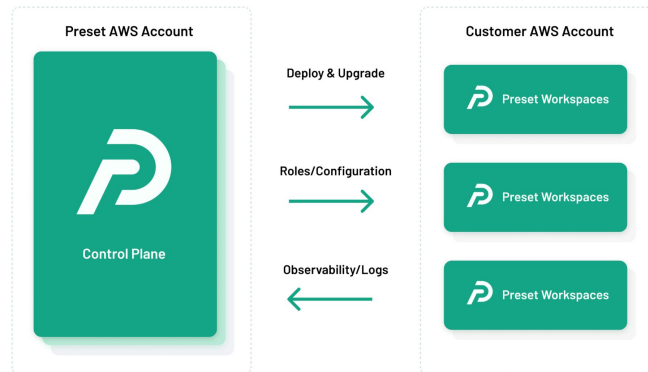 Preset AWS Account
Control Plane
Deploy & Upgrade
Roles/Configuration
Observability/Logs
Customer AWS Account
Preset Workspaces
Preset Workspaces
Preset Workspaces